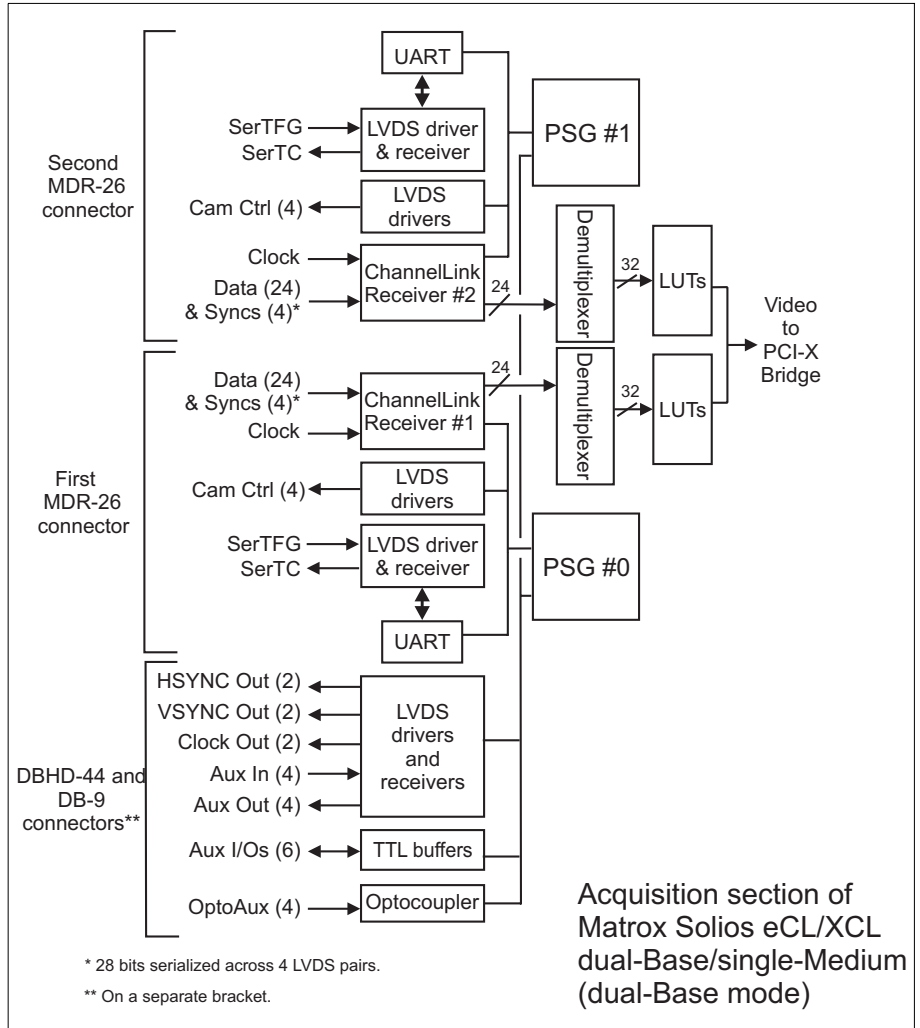 UART
SerTFG
SerTC
LVDS driver
& receiver
PSG #1
Second
MDR-26
connector
Cam Ctrl (4)
LVDS
drivers
Clock
Data (24)
& Syncs (4)*
ChannelLink
Receiver #2
24
Demultiplexer
32
LUTs
Video
to
PCI-X
Bridge
Data (24)
& Syncs (4)*
Clock
ChannelLink
Receiver #1
24
Demultiplexer
32
LUTs
First
MDR-26
connector
Cam Ctrl (4)
LVDS
drivers
SerTFG
SerTC
LVDS driver
& receiver
PSG #0
UART
DBHD-44 and
DB-9
connectors**
HSYNC Out (2)
VSYNC Out (2)
Clock Out (2)
Aux In (4)
Aux Out (4)
LVDS
drivers
and
receivers
Aux I/Os (6)
TTL buffers
OptoAux (4)
Optocoupler
Acquisition section of
Matrox Solios eCL/XCL
dual-Base/single-Medium
(dual-Base mode)
* 28 bits serialized across 4 LVDS pairs.
** On a separate bracket.